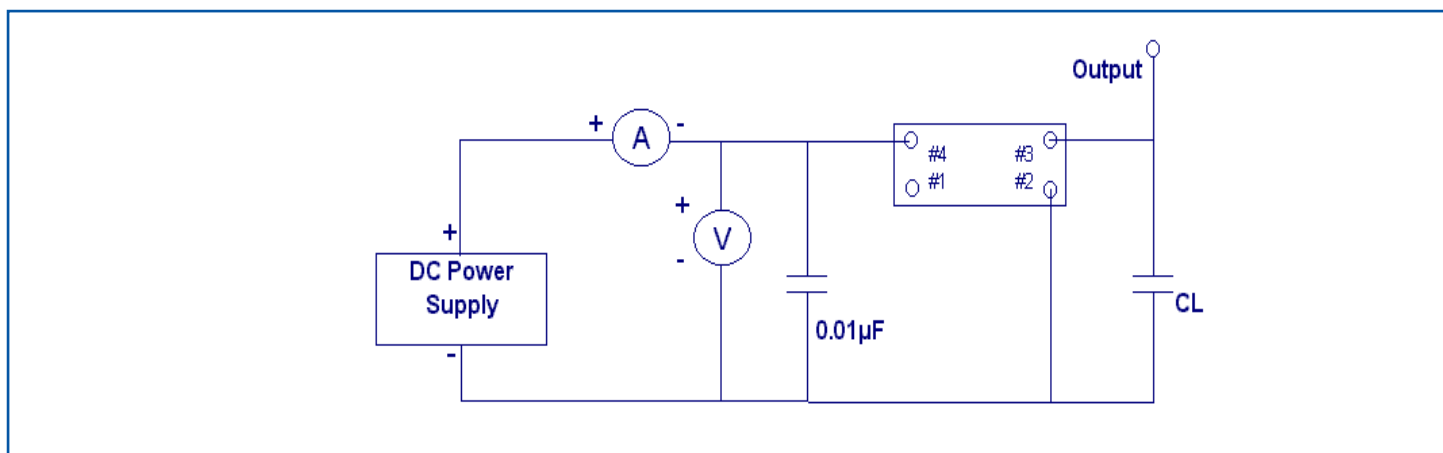 Output
+
A
-
#4
#3
#1
#2
+
V
-
+
DC Power
Supply
-
0.01µF
CL